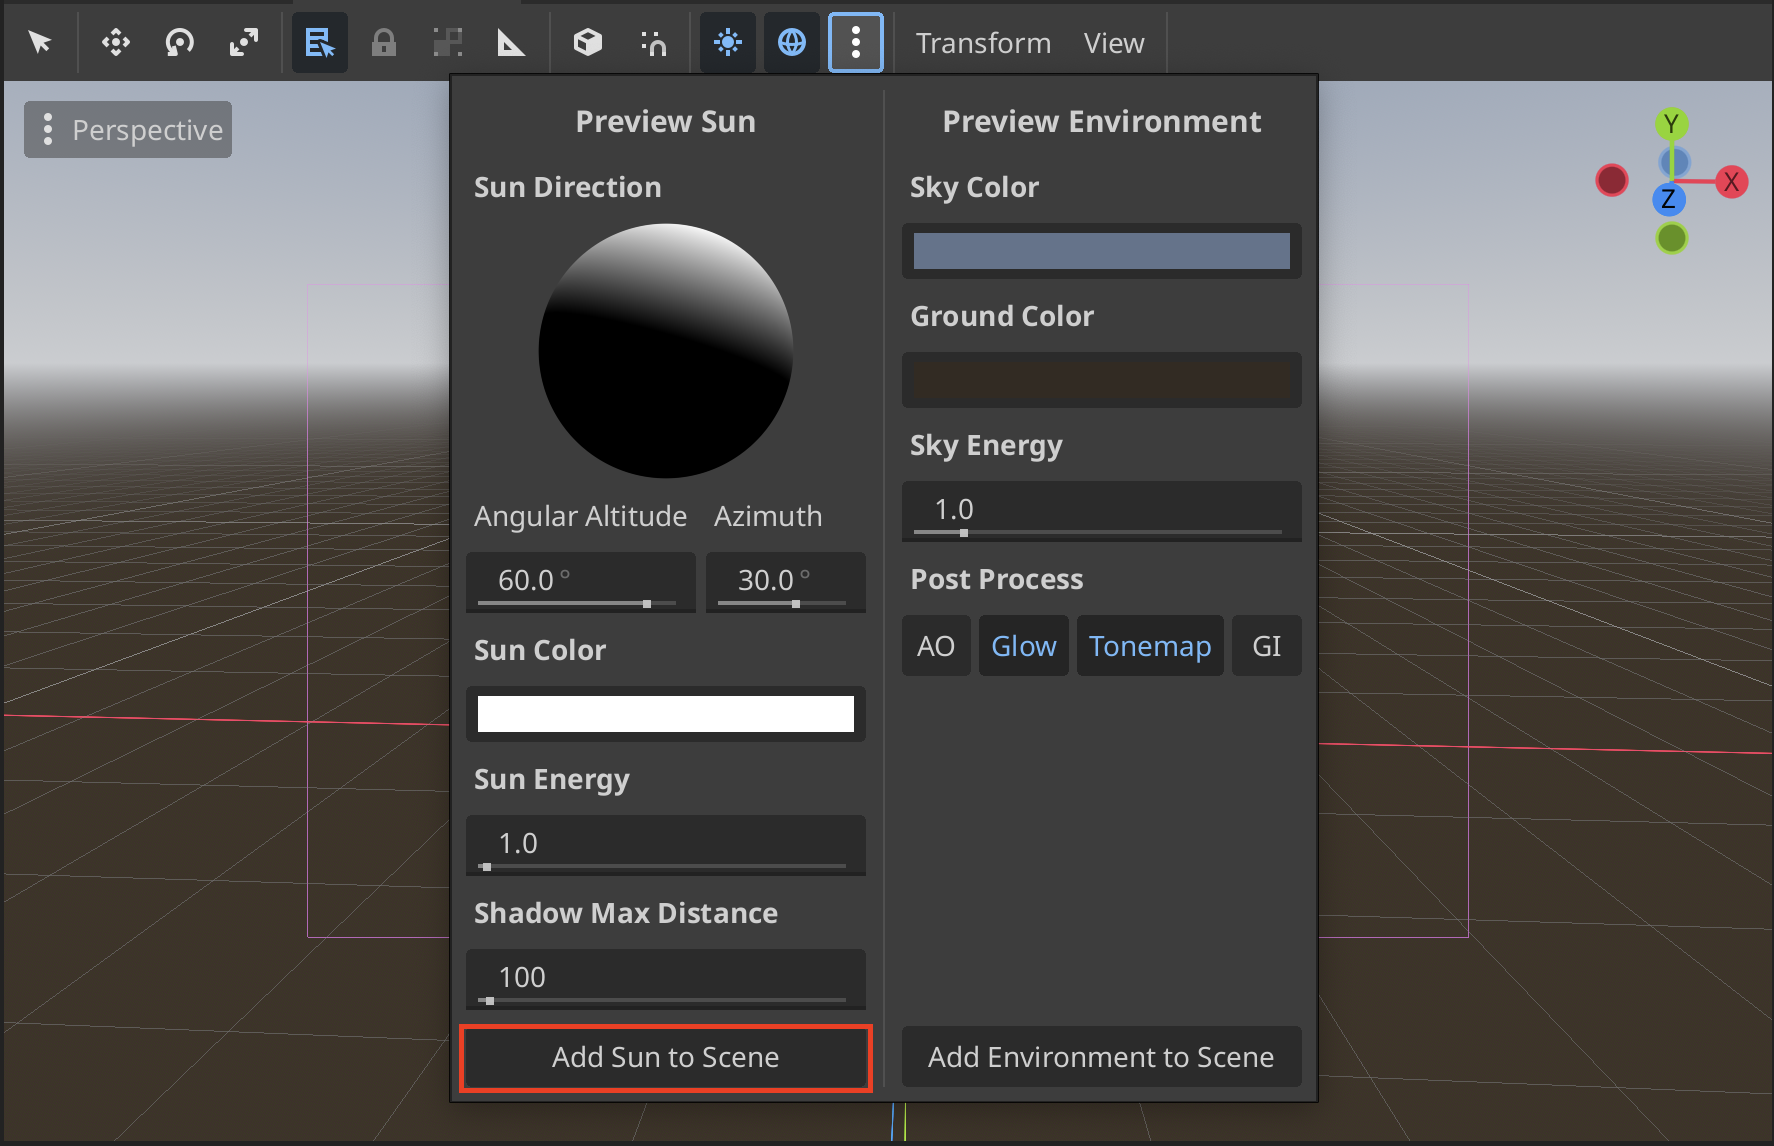 Transform View
Perspective
Preview Sun
Sun Direction
Angular Altitude Azimuth
60.0 ° 30.0 °
Sun Color
Sun Energy
1.0
Shadow Max Distance
100
Add Sun to Scene
Preview Environment
Sky Color
Ground Color
Sky Energy
1.0
Post Process
AO Glow Tonemap GI
Add Environment to Scene
Y
X
Z